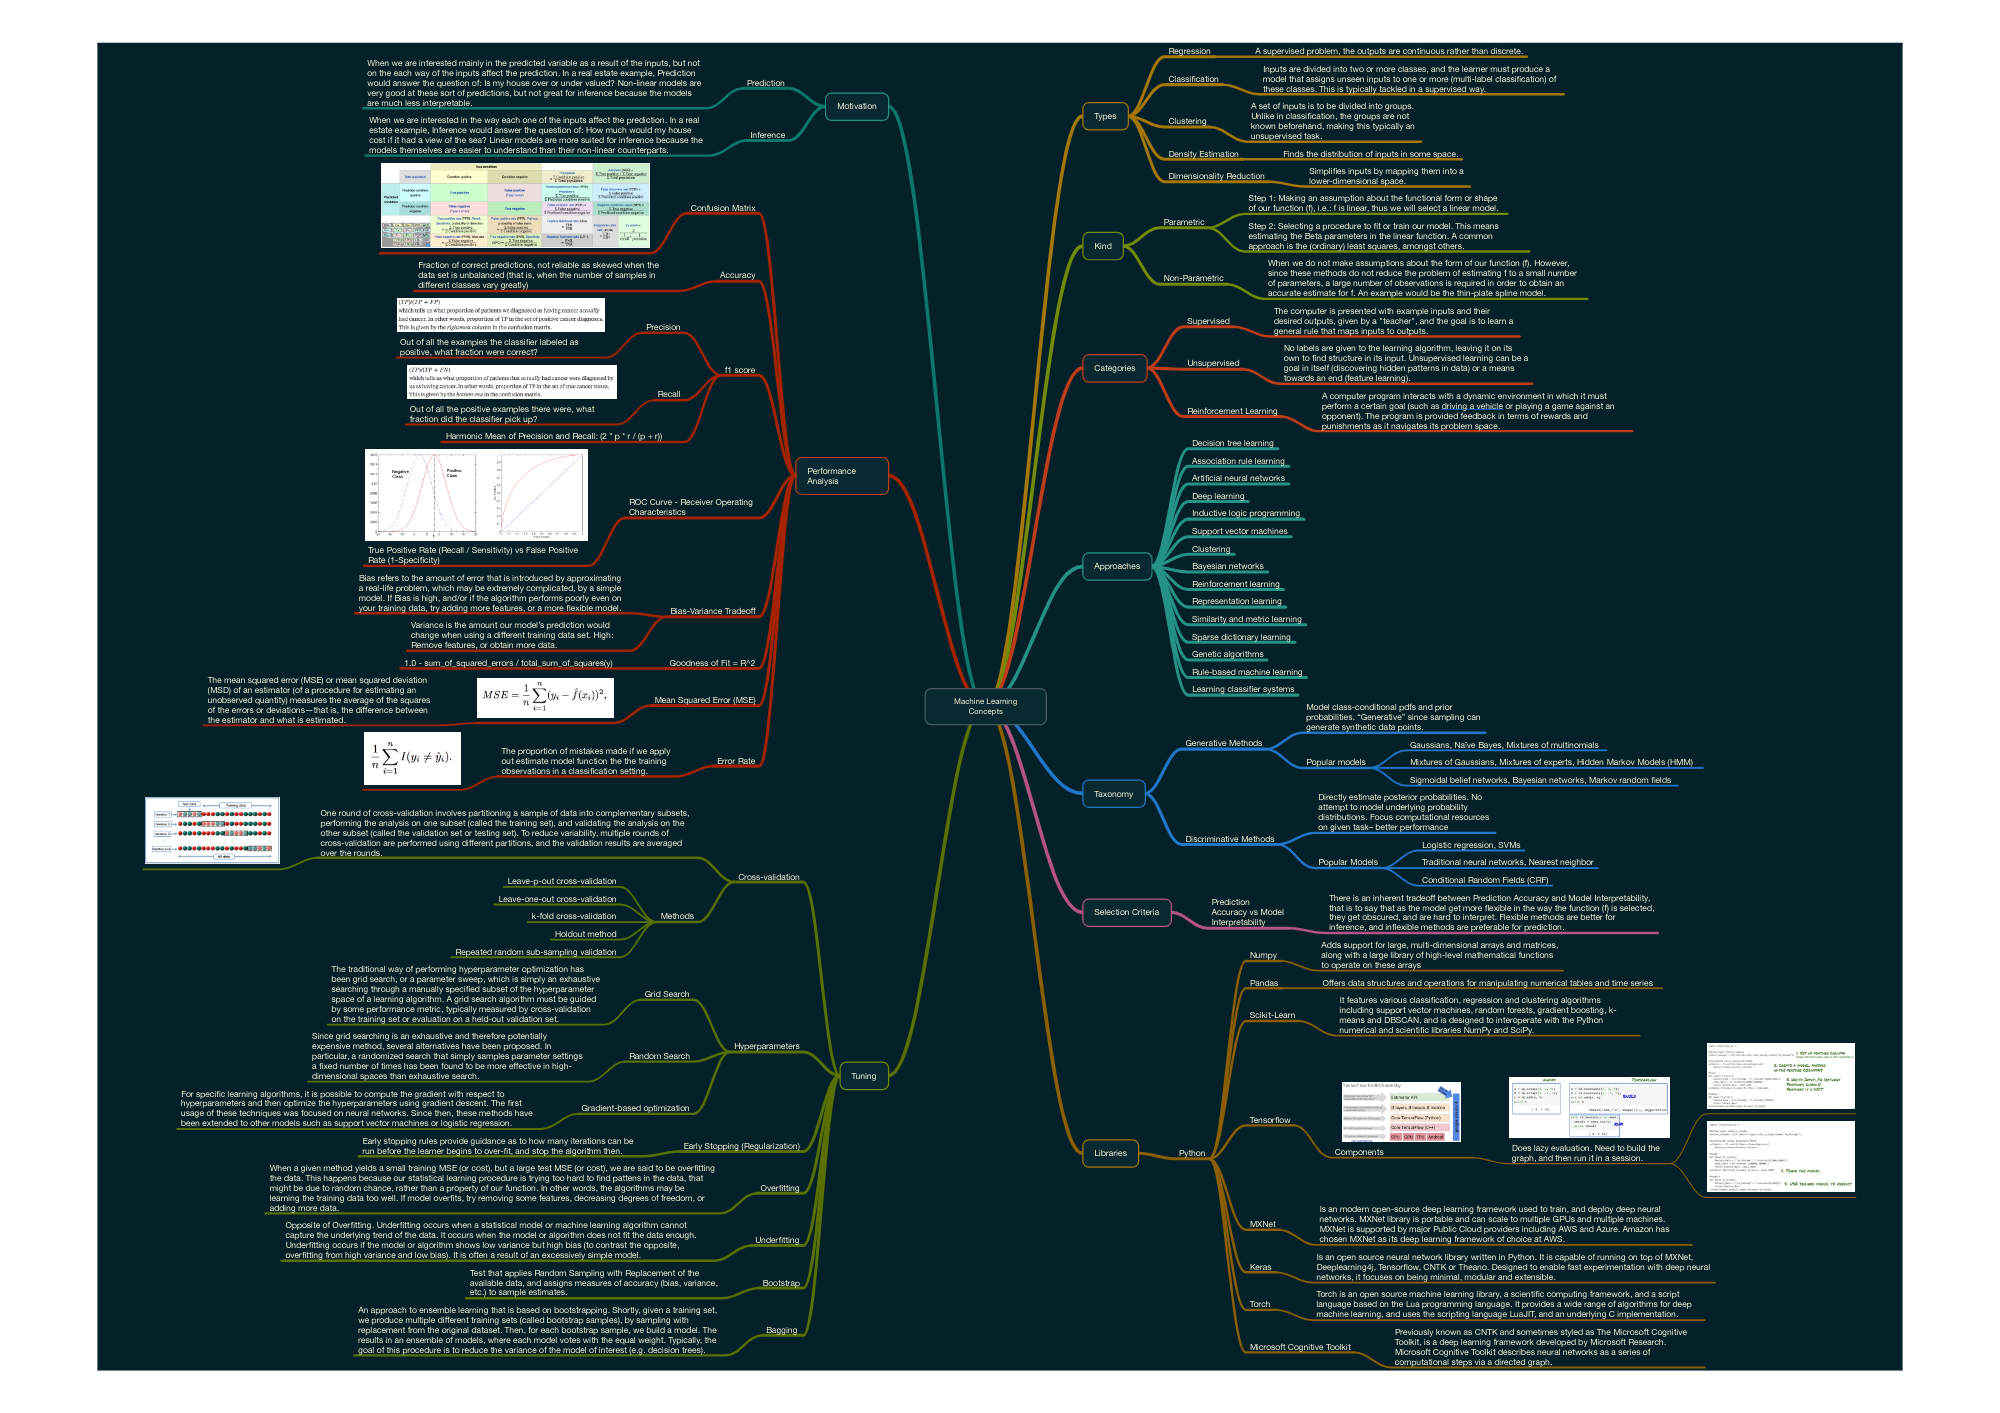 Machine Learning
Concepts
Motivation
Prediction
When we are interested mainly in the predicted variable as a result of the inputs, but not
on the each way of the inputs affect the prediction. In a real estate example, Prediction
would answer the question of: Is my house over or under valued? Non-linear models are
very good at these sort of predictions, but not great for inference because the models
are much less interpretable.
Inference
When we are interested in the way each one of the inputs affect the prediction. In a real
estate example, Inference would answer the question of: How much would my house
cost if it had a view of the sea? Linear models are more suited for inference because the
models themselves are easier to understand than their non-linear counterparts.
Performance
Analysis
Confusion Matrix
True condition
Total population
Condition positive
Condition negative
Predicted condition
positive
True positive
False positive
Predicted condition
negative
False negative
True negative
Accuracy
Fraction of correct predictions, not reliable as skewed when the
data set is unbalanced (that is, when the number of samples in
different classes vary greatly)
f1 score
Precision
(TP)/(TP + FP)
which tells us what proportion of patients we diagnosed as having cancer actually
had cancer. In other words, proportion of TP in the set of positive cancer diagnoses.
This is given by the rightmost column in the confusion matrix.
Out of all the examples the classifier labeled as
positive, what fraction were correct?
Recall
(TP)/(TP + FN)
which tells us what proportion of patients that actually had cancer were diagnosed by
us as having cancer. In other words, proportion of TP in the set of true cancer states.
This is given by the bottom row in the confusion matrix.
Out of all the positive examples there were, what
fraction did the classifier pick up?
Harmonic Mean of Precision and Recall: (2 * p * r / (p + r))
ROC Curve - Receiver Operating
Characteristics
Negative
Class
Positive
Class
True Positive Rate (Recall / Sensitivity) vs False Positive
Rate (1-Specificity)
Bias-Variance Tradeoff
Bias refers to the amount of error that is introduced by approximating
a real-life problem, which may be extremely complicated, by a simple
model. If Bias is high, and/or if the algorithm performs poorly even on
your training data, try adding more features, or a more flexible model.
Variance is the amount our model's prediction would
change when using a different training data set. High:
Remove features, or obtain more data.
Goodness of Fit = R^2
1.0 - sum_of_squared_errors / total_sum_of_squares(y)
Mean Squared Error (MSE)
MSE = 1/n ∑ i=1 n (yi − f̂(xi))²,
The mean squared error (MSE) or mean squared deviation
(MSD) of an estimator (of a procedure for estimating an
unobserved quantity) measures the average of the squares
of the errors or deviations—that is, the difference between
the estimator and what is estimated.
Error Rate
The proportion of mistakes made if we apply
out estimate model function the the training
observations in a classification setting.
1/n ∑ i=1 n I(yi ≠ ŷi).
Tuning
Cross-validation
One round of cross-validation involves partitioning a sample of data into complementary subsets,
performing the analysis on one subset (called the training set), and validating the analysis on the
other subset (called the validation set or testing set). To reduce variability, multiple rounds of
cross-validation are performed using different partitions, and the validation results are averaged
over the rounds.
Test data
Training data
All data
Methods
Leave-p-out cross-validation
Leave-one-out cross-validation
k-fold cross-validation
Holdout method
Repeated random sub-sampling validation
Hyperparameters
Grid Search
The traditional way of performing hyperparameter optimization has
been grid search, or a parameter sweep, which is simply an exhaustive
searching through a manually specified subset of the hyperparameter
space of a learning algorithm. A grid search algorithm must be guided
by some performance metric, typically measured by cross-validation
on the training set or evaluation on a held-out validation set.
Random Search
Since grid searching is an exhaustive and therefore potentially
expensive method, several alternatives have been proposed. In
particular, a randomized search that simply samples parameter settings
a fixed number of times has been found to be more effective in high-
dimensional spaces than exhaustive search.
Gradient-based optimization
For specific learning algorithms, it is possible to compute the gradient with respect to
hyperparameters and then optimize the hyperparameters using gradient descent. The first
usage of these techniques was focused on neural networks. Since then, these methods have
been extended to other models such as support vector machines or logistic regression.
Early Stopping (Regularization)
Early stopping rules provide guidance as to how many iterations can be
run before the learner begins to over-fit, and stop the algorithm then.
Overfitting
When a given method yields a small training MSE (or cost), but a large test MSE (or cost), we are said to be overfitting
the data. This happens because our statistical learning procedure is trying too hard to find pattens in the data, that
might be due to random chance, rather than a property of our function. In other words, the algorithms may be
learning the training data too well. If model overfits, try removing some features, decreasing degrees of freedom, or
adding more data.
Underfitting
Opposite of Overfitting. Underfitting occurs when a statistical model or machine learning algorithm cannot
capture the underlying trend of the data. It occurs when the model or algorithm does not fit the data enough.
Underfitting occurs if the model or algorithm shows low variance but high bias (to contrast the opposite,
overfitting from high variance and low bias). It is often a result of an excessively simple model.
Bootstrap
Test that applies Random Sampling with Replacement of the
available data, and assigns measures of accuracy (bias, variance,
etc.) to sample estimates.
Bagging
An approach to ensemble learning that is based on bootstrapping. Shortly, given a training set,
we produce multiple different training sets (called bootstrap samples), by sampling with
replacement from the original dataset. Then, for each bootstrap sample, we build a model. The
results in an ensemble of models, where each model votes with the equal weight. Typically, the
goal of this procedure is to reduce the variance of the model of interest (e.g. decision trees).
Types
Regression
A supervised problem, the outputs are continuous rather than discrete.
Classification
Inputs are divided into two or more classes, and the learner must produce a
model that assigns unseen inputs to one or more (multi-label classification) of
these classes. This is typically tackled in a supervised way.
Clustering
A set of inputs is to be divided into groups.
Unlike in classification, the groups are not
known beforehand, making this typically an
unsupervised task.
Density Estimation
Finds the distribution of inputs in some space.
Dimensionality Reduction
Simplifies inputs by mapping them into a
lower-dimensional space.
Kind
Parametric
Step 1: Making an assumption about the functional form or shape
of our function (f), i.e.: f is linear, thus we will select a linear model.
Step 2: Selecting a procedure to fit or train our model. This means
estimating the Beta parameters in the linear function. A common
approach is the (ordinary) least squares, amongst others.
Non-Parametric
When we do not make assumptions about the form of our function (f). However,
since these methods do not reduce the problem of estimating f to a small number
of parameters, a large number of observations is required in order to obtain an
accurate estimate for f. An example would be the thin-plate spline model.
Categories
Supervised
The computer is presented with example inputs and their
desired outputs, given by a "teacher", and the goal is to learn a
general rule that maps inputs to outputs.
Unsupervised
No labels are given to the learning algorithm, leaving it on its
own to find structure in its input. Unsupervised learning can be a
goal in itself (discovering hidden patterns in data) or a means
towards an end (feature learning).
Reinforcement Learning
A computer program interacts with a dynamic environment in which it must
perform a certain goal (such as driving a vehicle or playing a game against an
opponent). The program is provided feedback in terms of rewards and
punishments as it navigates its problem space.
Approaches
Decision tree learning
Association rule learning
Artificial neural networks
Deep learning
Inductive logic programming
Support vector machines
Clustering
Bayesian networks
Reinforcement learning
Representation learning
Similarity and metric learning
Sparse dictionary learning
Genetic algorithms
Rule-based machine learning
Learning classifier systems
Taxonomy
Generative Methods
Model class-conditional pdfs and prior
probabilities. "Generative" since sampling can
generate synthetic data points.
Popular models
Gaussians, Naïve Bayes, Mixtures of multinomials
Mixtures of Gaussians, Mixtures of experts, Hidden Markov Models (HMM)
Sigmoidal belief networks, Bayesian networks, Markov random fields
Discriminative Methods
Directly estimate posterior probabilities. No
attempt to model underlying probability
distributions. Focus computational resources
on given task– better performance
Popular Models
Logistic regression, SVMs
Traditional neural networks, Nearest neighbor
Conditional Random Fields (CRF)
Selection Criteria
Prediction
Accuracy vs Model
Interpretability
There is an inherent tradeoff between Prediction Accuracy and Model Interpretability,
that is to say that as the model get more flexible in the way the function (f) is selected,
they get obscured, and are hard to interpret. Flexible methods are better for
inference, and inflexible methods are preferable for prediction.
Libraries
Python
Numpy
Adds support for large, multi-dimensional arrays and matrices,
along with a large library of high-level mathematical functions
to operate on these arrays
Pandas
Offers data structures and operations for manipulating numerical tables and time series
Scikit-Learn
It features various classification, regression and clustering algorithms
including support vector machines, random forests, gradient boosting, k-
means and DBSCAN, and is designed to interoperate with the Python
numerical and scientific libraries NumPy and SciPy.
Tensorflow
TensorFlow toolkit hierarchy
Estimator API
tf.layers, tf.losses, tf.metrics
Core TensorFlow (Python)
Core TensorFlow (C++)
CPU GPU TPU Android
Components
NUMPY
TENSORFLOW
BUILD
RUN
Does lazy evaluation. Need to build the
graph, and then run it in a session.
1. SET UP FEATURE COLUMN
MXNet
Is an modern open-source deep learning framework used to train, and deploy deep neural
networks. MXNet library is portable and can scale to multiple GPUs and multiple machines.
MXNet is supported by major Public Cloud providers including AWS and Azure. Amazon has
chosen MXNet as its deep learning framework of choice at AWS.
Keras
Is an open source neural network library written in Python. It is capable of running on top of MXNet,
Deeplearning4j, Tensorflow, CNTK or Theano. Designed to enable fast experimentation with deep neural
networks, it focuses on being minimal, modular and extensible.
Torch
Torch is an open source machine learning library, a scientific computing framework, and a script
language based on the Lua programming language. It provides a wide range of algorithms for deep
machine learning, and uses the scripting language LuaJIT, and an underlying C implementation.
Microsoft Cognitive Toolkit
Previously known as CNTK and sometimes styled as The Microsoft Cognitive
Toolkit, is a deep learning framework developed by Microsoft Research.
Microsoft Cognitive Toolkit describes neural networks as a series of
computational steps via a directed graph.